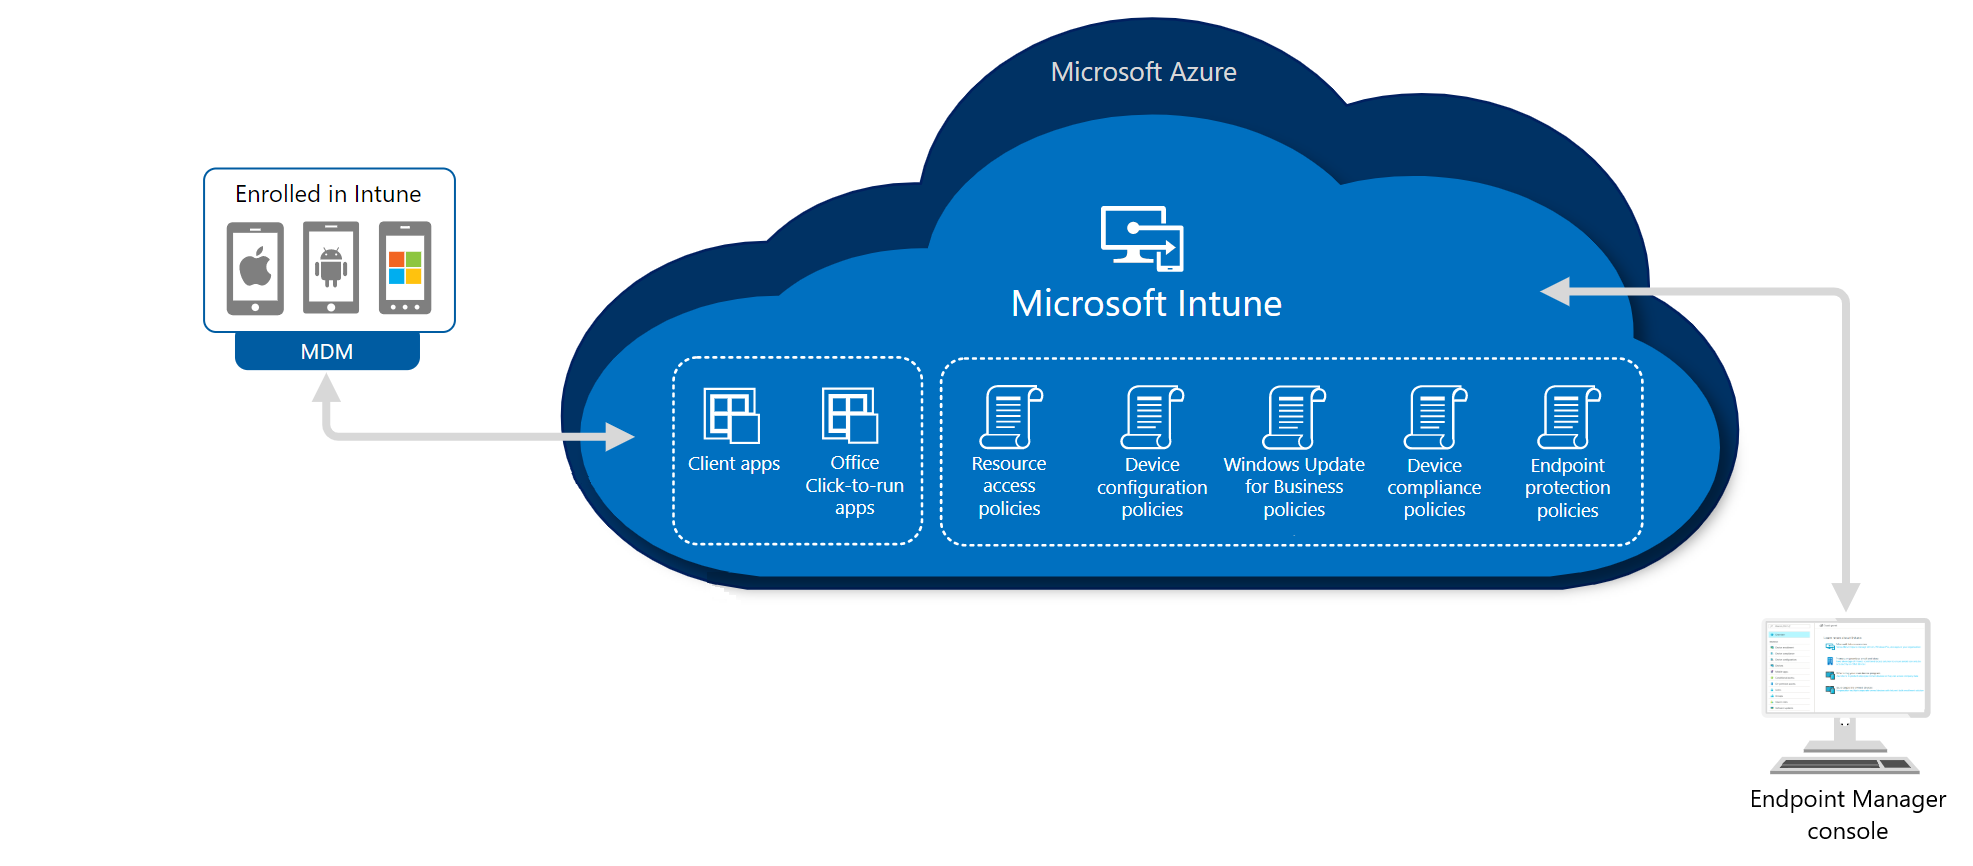 Microsoft Azure
Enrolled in Intune
MDM
Microsoft Intune
Client apps
Office
Click-to-run
apps
Resource
access
policies
Device
configuration
policies
Windows Update
for Business
policies
Device
compliance
policies
Endpoint
protection
policies
Endpoint Manager
console